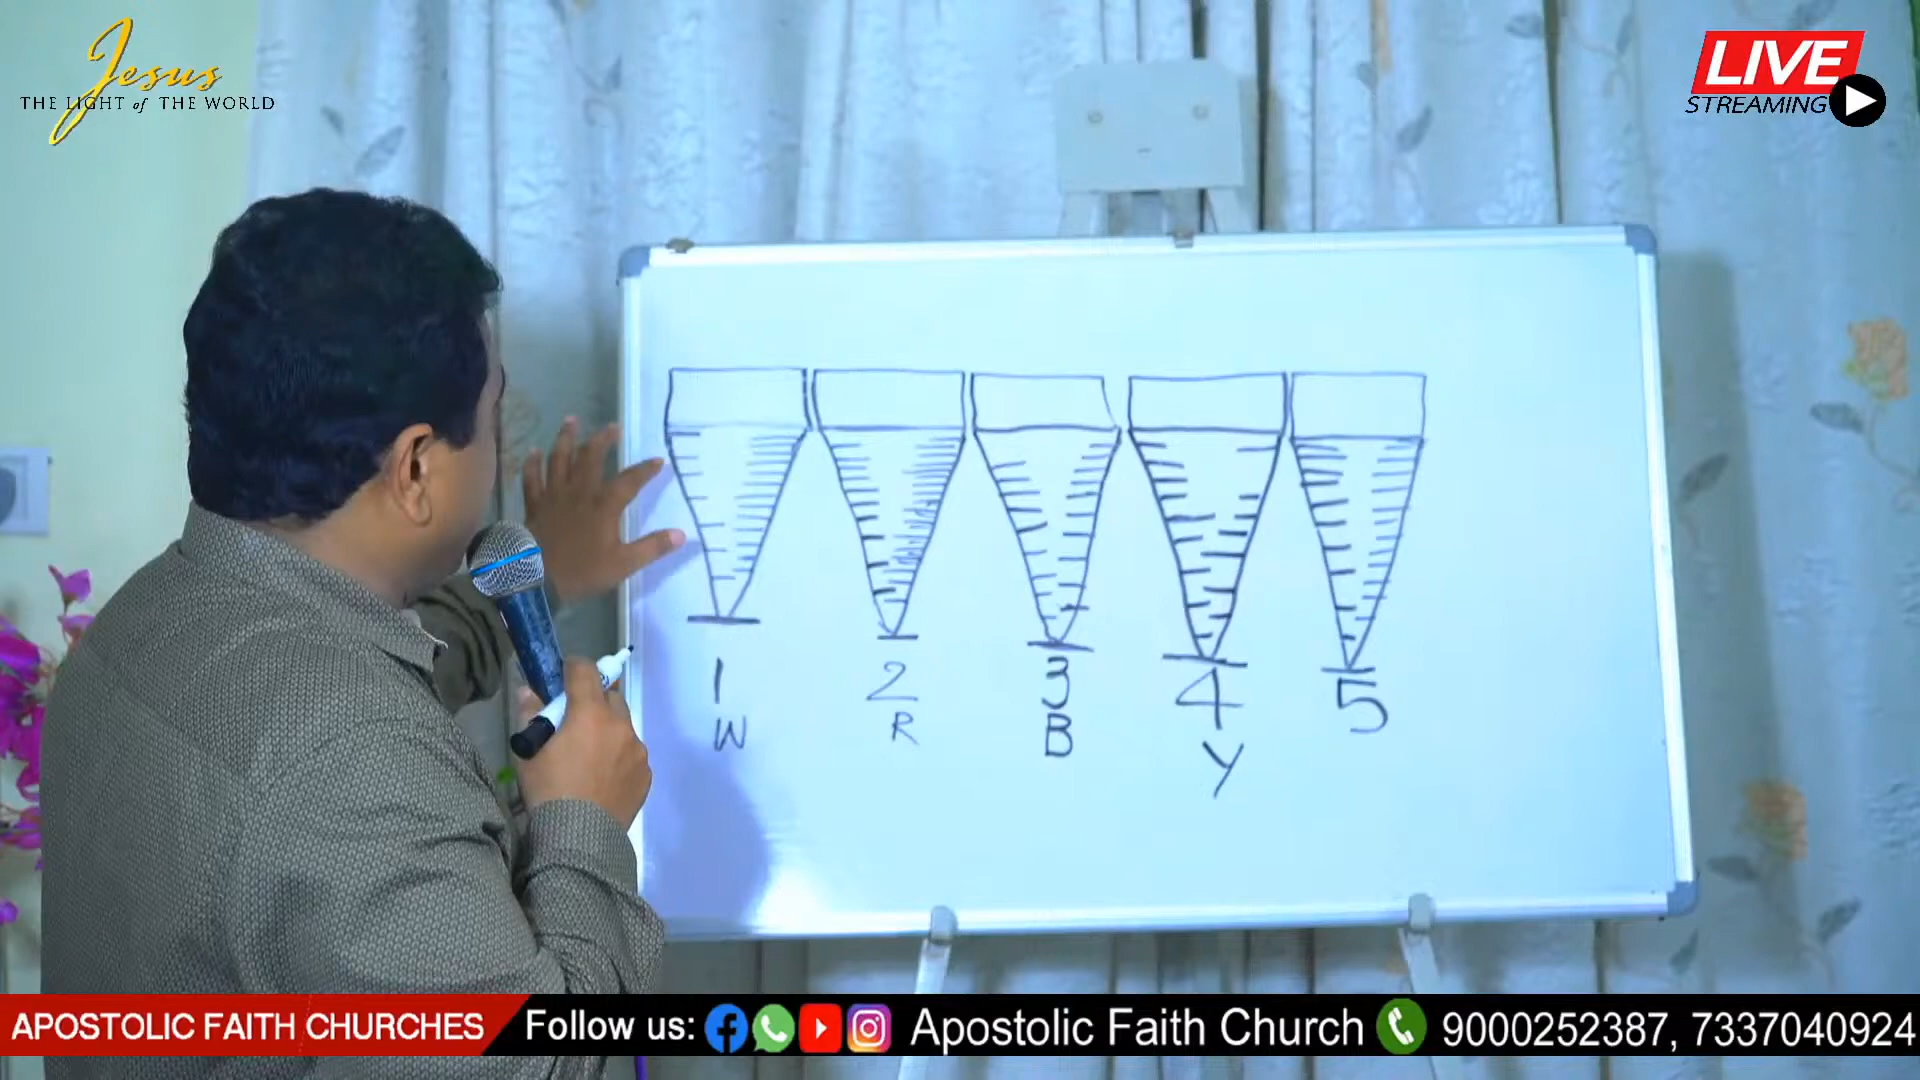 Jesus
THE LIGHT of THE WORLD
LIVE
STREAMING
1 2 3 4 5
W R B Y
APOSTOLIC FAITH CHURCHES Follow us: Apostolic Faith Church 9000252387, 7337040924